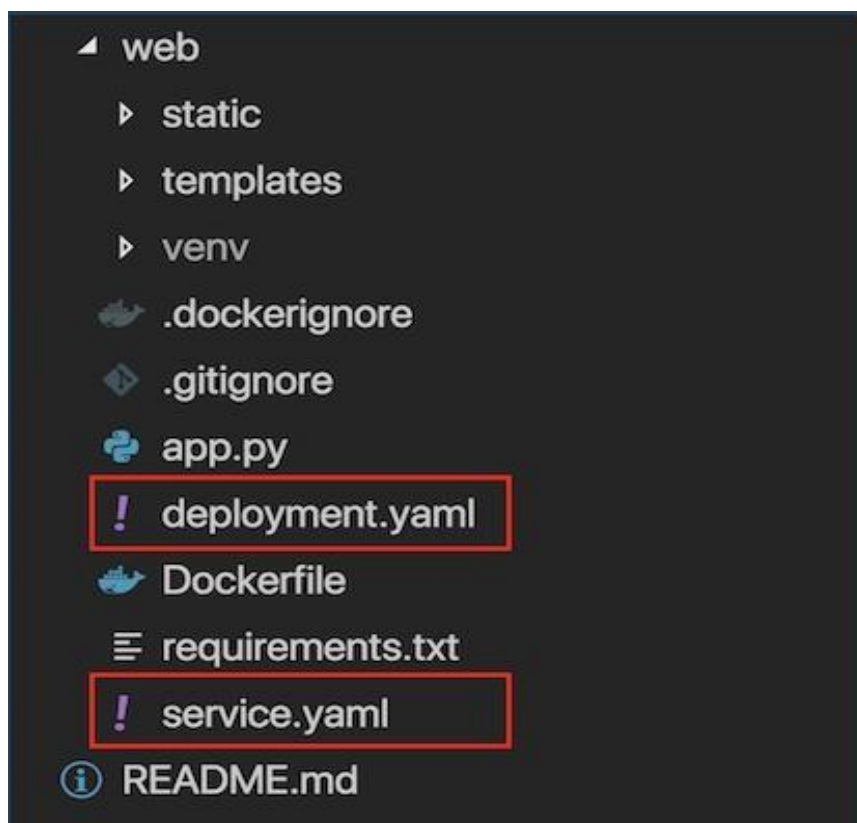 web
static
templates
venv
.dockerignore
.gitignore
app.py
deployment.yaml
Dockerfile
requirements.txt
service.yaml
README.md